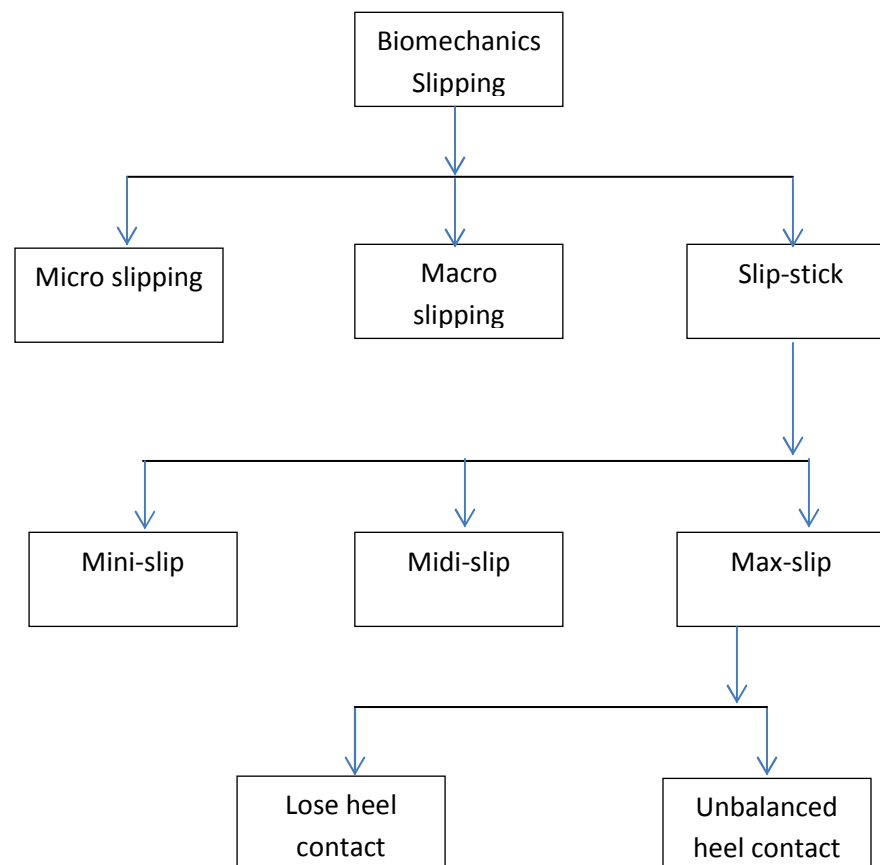 Biomechanics
Slipping
Micro slipping
Macro
slipping
Slip-stick
Mini-slip
Midi-slip
Max-slip
Lose heel
contact
Unbalanced
heel contact